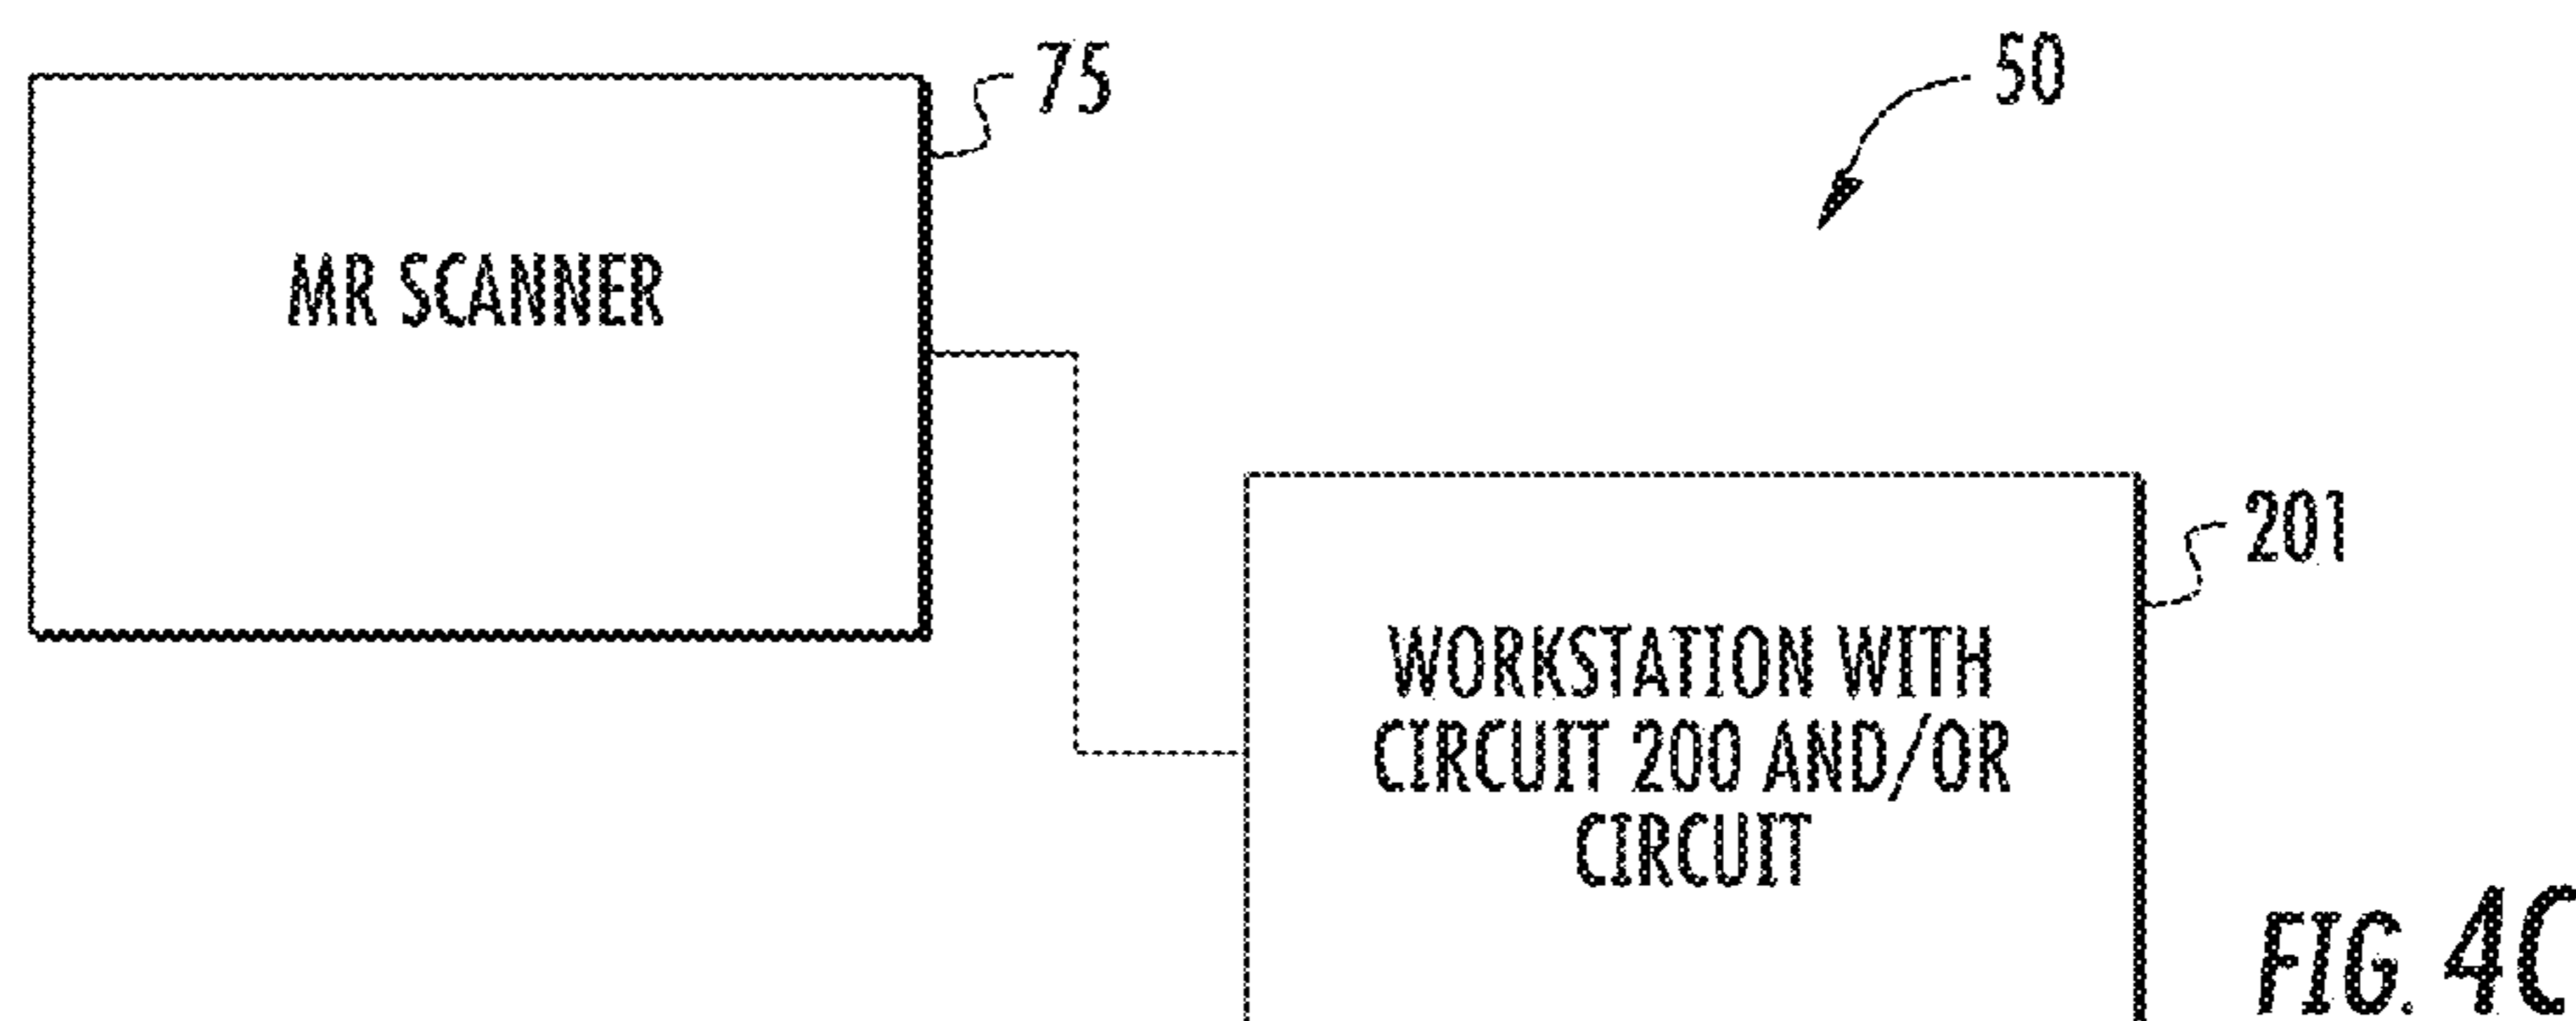 75
50
MR SCANNER
201
WORKSTATION WITH
CIRCUIT 200 AND/OR
CIRCUIT
FIG. 4C